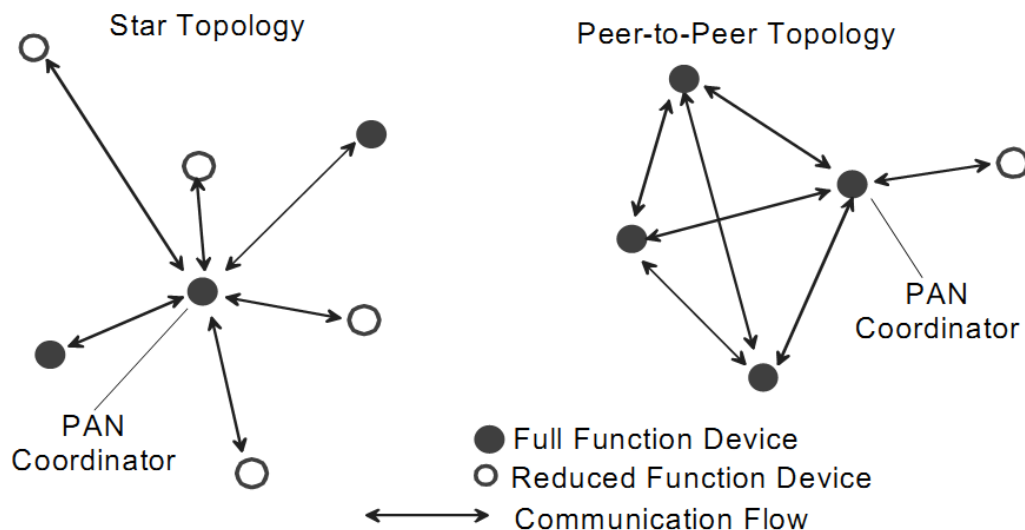 Star Topology
Peer-to-Peer Topology
PAN
Coordinator
PAN
Coordinator
Full Function Device
Reduced Function Device
Communication Flow